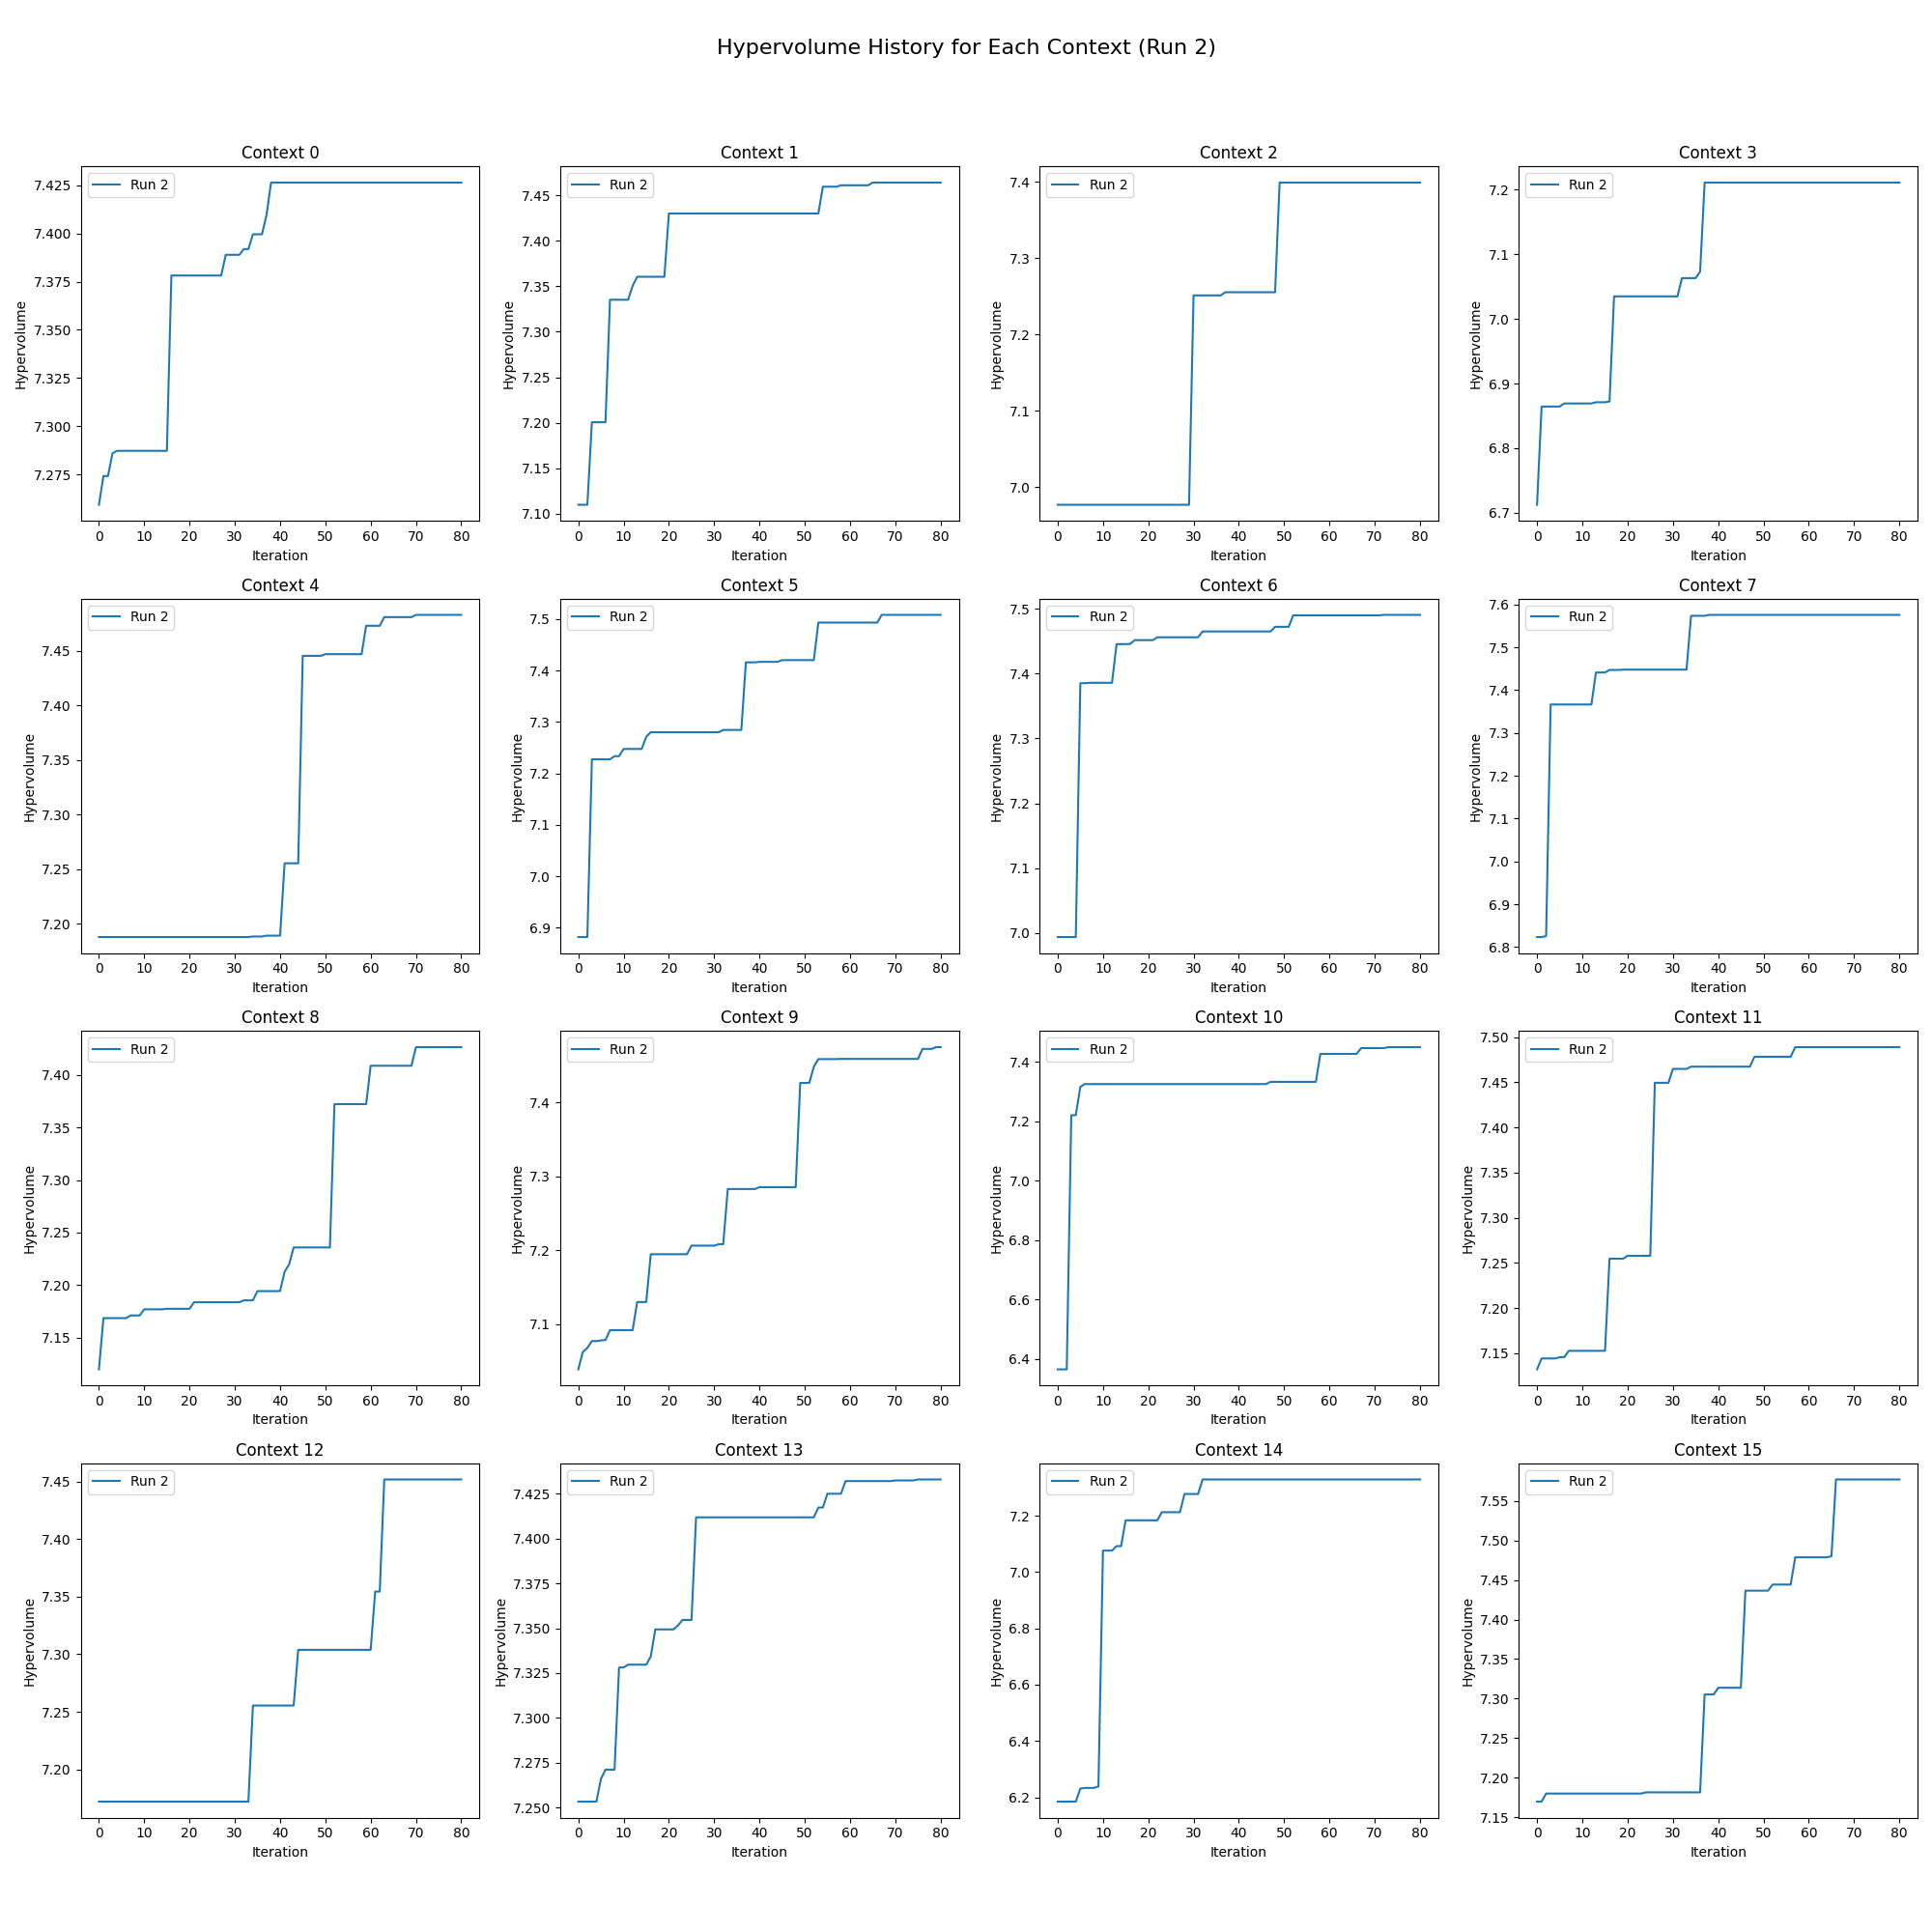 Hypervolume History for Each Context (Run 2)
Context 0
Run 2
7.425
7.400
7.375
7.350
7.325
7.300
7.275
Hypervolume
0 10 20 30 40 50 60 70 80
Iteration
Context 1
Run 2
7.45
7.40
7.35
7.30
7.25
7.20
7.15
7.10
Hypervolume
0 10 20 30 40 50 60 70 80
Iteration
Context 2
Run 2
7.4
7.3
7.2
7.1
7.0
Hypervolume
0 10 20 30 40 50 60 70 80
Iteration
Context 3
Run 2
7.2
7.1
7.0
6.9
6.8
6.7
Hypervolume
0 10 20 30 40 50 60 70 80
Iteration
Context 4
Run 2
7.45
7.40
7.35
7.30
7.25
7.20
Hypervolume
0 10 20 30 40 50 60 70 80
Iteration
Context 5
Run 2
7.5
7.4
7.3
7.2
7.1
7.0
6.9
Hypervolume
0 10 20 30 40 50 60 70 80
Iteration
Context 6
Run 2
7.5
7.4
7.3
7.2
7.1
7.0
Hypervolume
0 10 20 30 40 50 60 70 80
Iteration
Context 7
Run 2
7.6
7.5
7.4
7.3
7.2
7.1
7.0
6.9
6.8
Hypervolume
0 10 20 30 40 50 60 70 80
Iteration
Context 8
Run 2
7.40
7.35
7.30
7.25
7.20
7.15
Hypervolume
0 10 20 30 40 50 60 70 80
Iteration
Context 9
Run 2
7.4
7.3
7.2
7.1
Hypervolume
0 10 20 30 40 50 60 70 80
Iteration
Context 10
Run 2
7.4
7.2
7.0
6.8
6.6
6.4
Hypervolume
0 10 20 30 40 50 60 70 80
Iteration
Context 11
Run 2
7.50
7.45
7.40
7.35
7.30
7.25
7.20
7.15
Hypervolume
0 10 20 30 40 50 60 70 80
Iteration
Context 12
Run 2
7.45
7.40
7.35
7.30
7.25
7.20
Hypervolume
0 10 20 30 40 50 60 70 80
Iteration
Context 13
Run 2
7.425
7.400
7.375
7.350
7.325
7.300
7.275
7.250
Hypervolume
0 10 20 30 40 50 60 70 80
Iteration
Context 14
Run 2
7.2
7.0
6.8
6.6
6.4
6.2
Hypervolume
0 10 20 30 40 50 60 70 80
Iteration
Context 15
Run 2
7.55
7.50
7.45
7.40
7.35
7.30
7.25
7.20
7.15
Hypervolume
0 10 20 30 40 50 60 70 80
Iteration